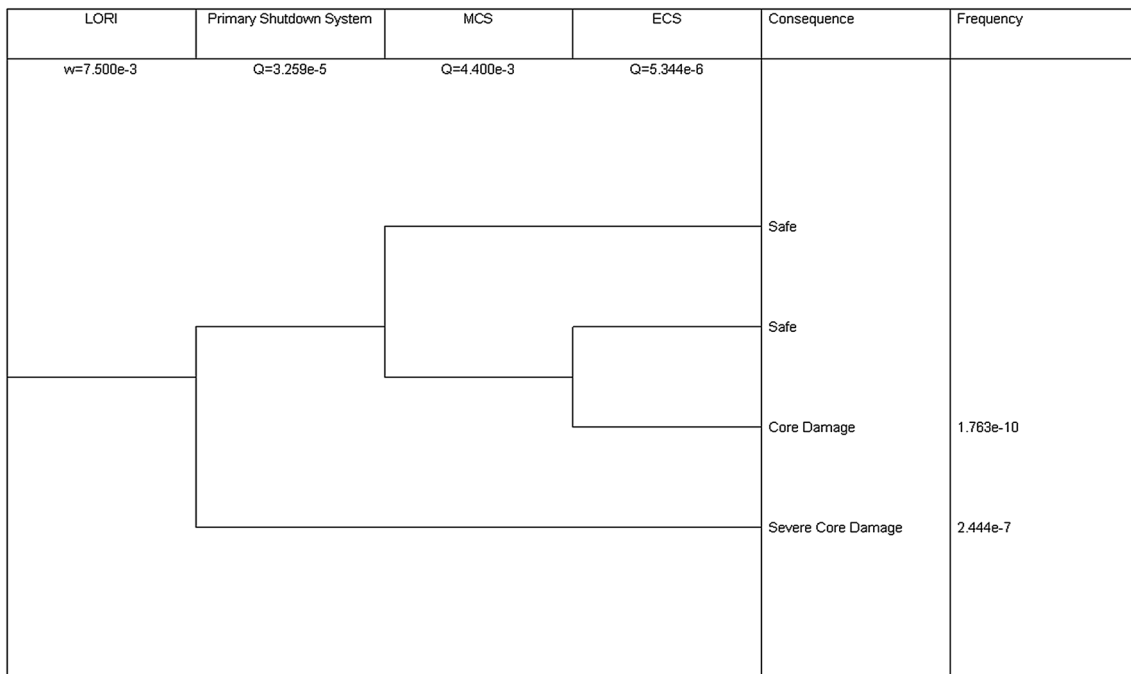 LORI Primary Shutdown System MCS ECS Consequence Frequency
w=7.500e-3 Q=3.259e-5 Q=4.400e-3 Q=5.344e-6
Safe
Safe
Core Damage 1.763e-10
Severe Core Damage 2.444e-7